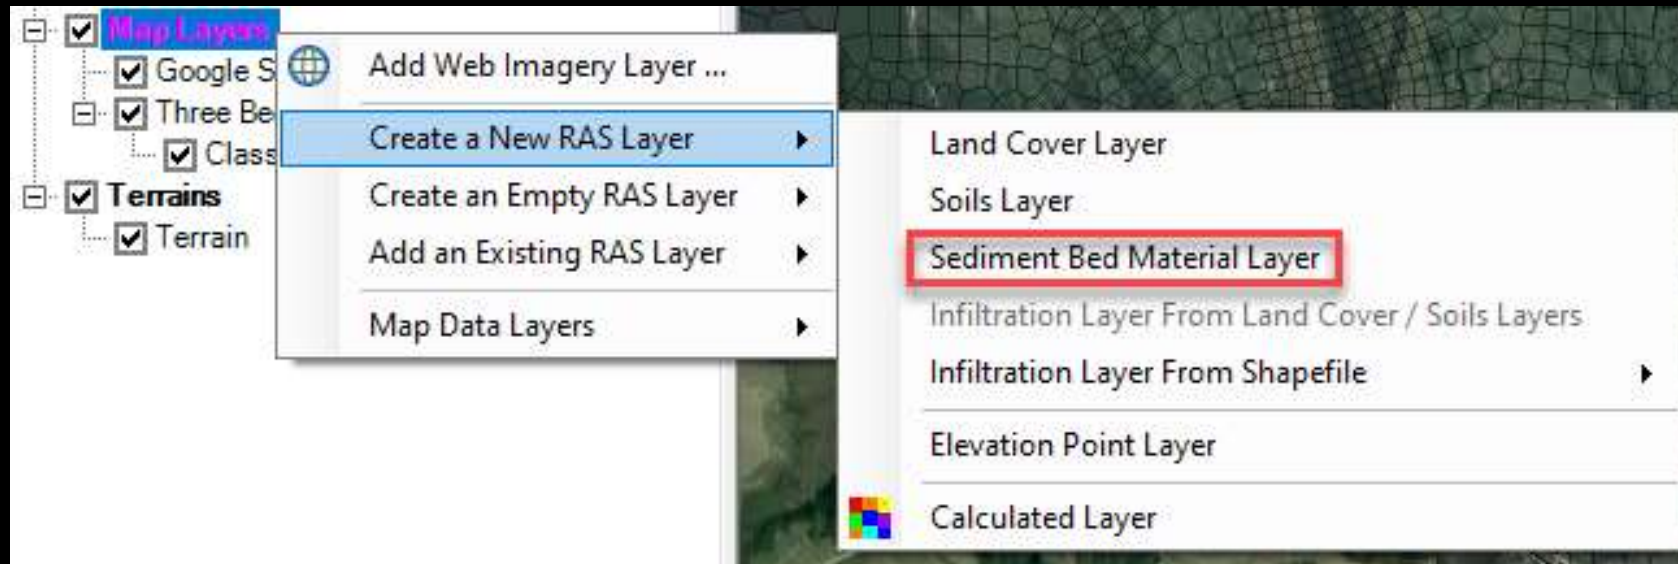 Map Layers
Google S
Three Be
Class
Terrains
Terrain
Add Web Imagery Layer ...
Create a New RAS Layer
Create an Empty RAS Layer
Add an Existing RAS Layer
Map Data Layers
Land Cover Layer
Soils Layer
Sediment Bed Material Layer
Infiltration Layer From Land Cover / Soils Layers
Infiltration Layer From Shapefile
Elevation Point Layer
Calculated Layer